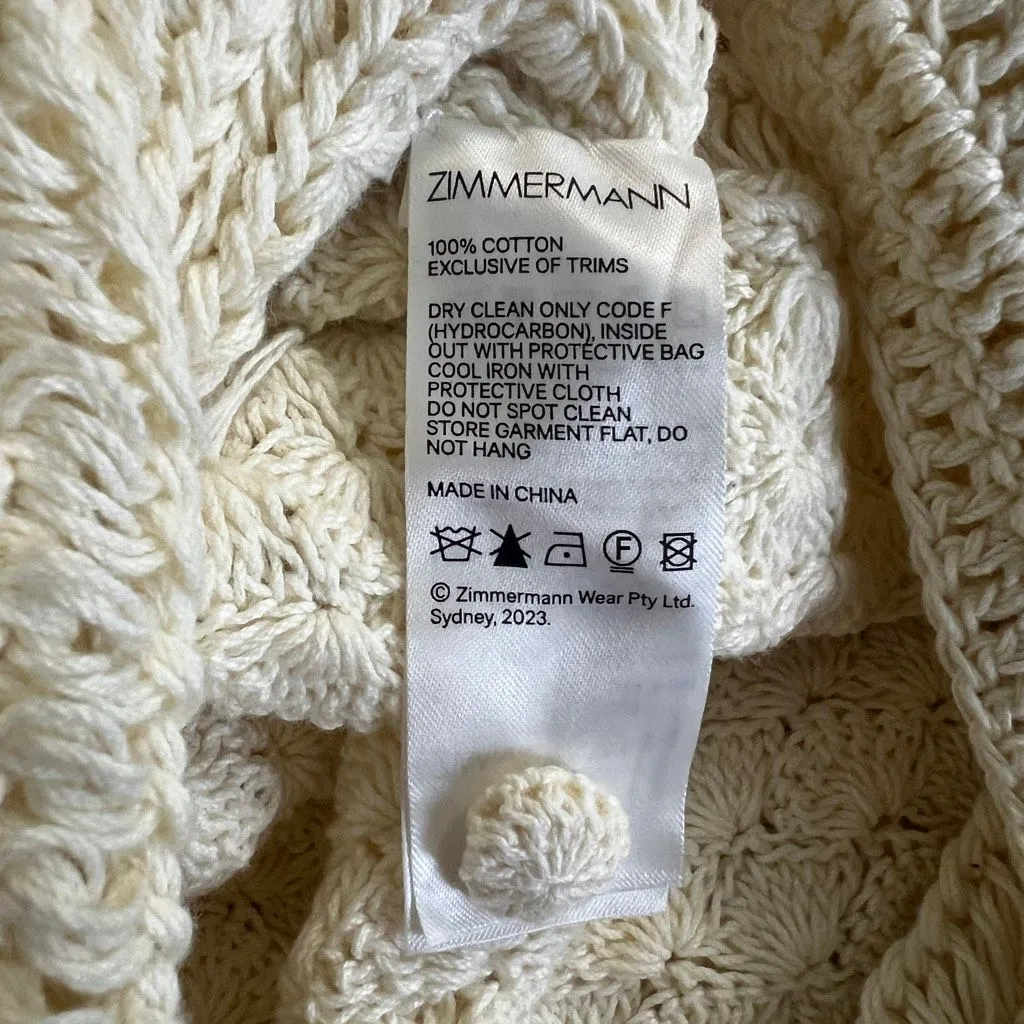 ZIMMERMANN
100% COTTON
EXCLUSIVE OF TRIMS
DRY CLEAN ONLY CODE F
(HYDROCARBON), INSIDE
OUT WITH PROTECTIVE BAG
COOL IRON WITH
PROTECTIVE CLOTH
DO NOT SPOT CLEAN
STORE GARMENT FLAT, DO
NOT HANG
MADE IN CHINA
F
© Zimmermann Wear Pty Ltd.
Sydney, 2023.